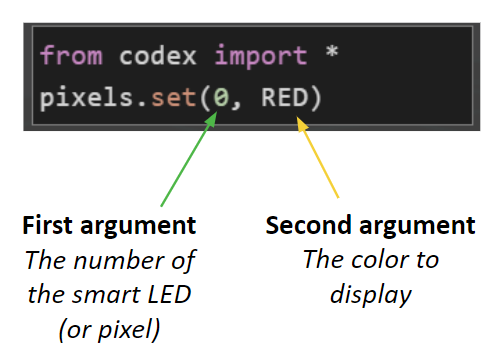 from codex import *
pixels.set(0, RED)
First argument
The number of
the smart LED
(or pixel)
Second argument
The color to
display